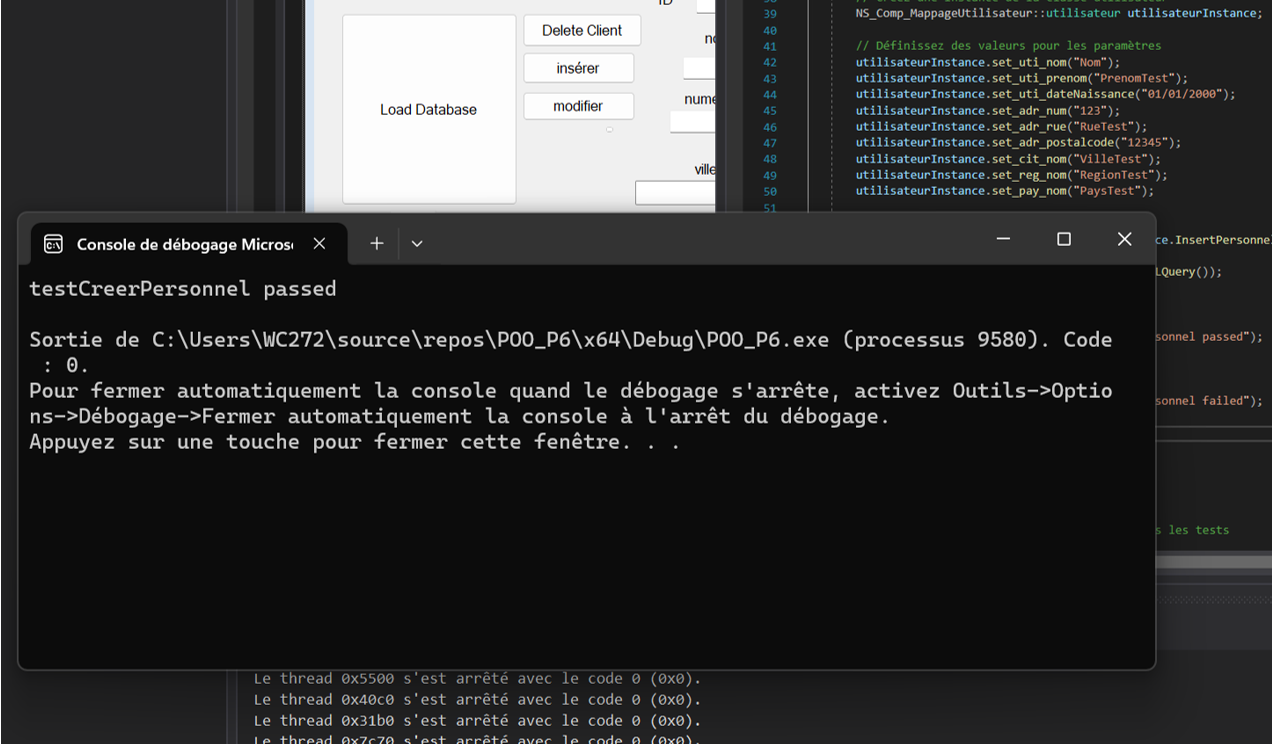 ID
Delete Client
insérer
modifier
Load Database
ville
39 NS_Comp_MappageUtilisateur::utilisateur utilisateurInstance;
40
41 // Définissez des valeurs pour les paramètres
42 utilisateurInstance.set_uti_nom("Nom");
43 utilisateurInstance.set_uti_prenom("PrenomTest");
44 utilisateurInstance.set_uti_dateNaissance("01/01/2000");
45 utilisateurInstance.set_adr_num("123");
46 utilisateurInstance.set_adr_rue("RueTest");
47 utilisateurInstance.set_adr_postalcode("12345");
48 utilisateurInstance.set_cit_nom("VilleTest");
49 utilisateurInstance.set_reg_nom("RegionTest");
50 utilisateurInstance.set_pay_nom("PaysTest");
51
ce.InsertPersonnel
LQuery());
sonnel passed");
sonnel failed");
s les tests
Console de débogage Micros
testCreerPersonnel passed
Sortie de C:\Users\WC272\source\repos\POO_P6\x64\Debug\POO_P6.exe (processus 9580). Code
: 0.
Pour fermer automatiquement la console quand le débogage s'arrête, activez Outils->Optio
ns->Débogage->Fermer automatiquement la console à l'arrêt du débogage.
Appuyez sur une touche pour fermer cette fenêtre. . .
Le thread 0x5500 s'est arrêté avec le code 0 (0x0).
Le thread 0x40c0 s'est arrêté avec le code 0 (0x0).
Le thread 0x31b0 s'est arrêté avec le code 0 (0x0).
Le thread 0x7c70 s'est arrêté avec le code 0 (0x0).